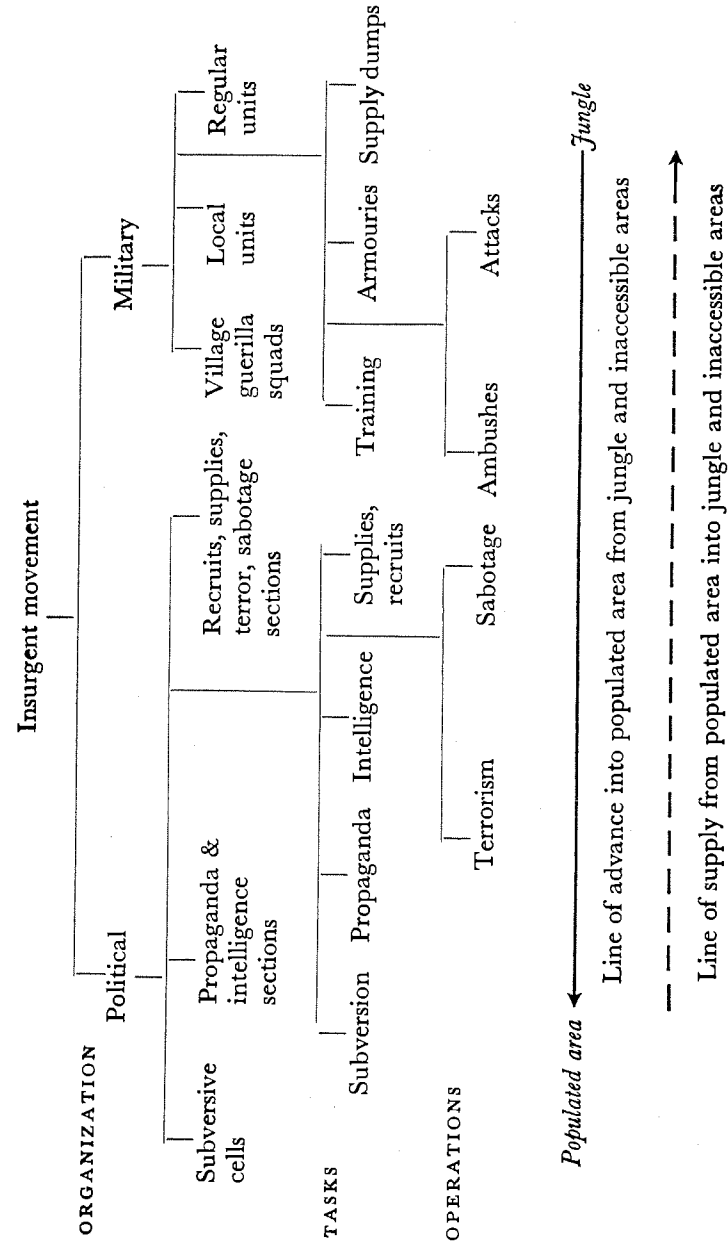 Insurgent movement
ORGANIZATION
Political
Military
Subversive
cells
Propaganda &
intelligence
sections
Recruits, supplies,
terror, sabotage
sections
Village
guerilla
squads
Local
units
Regular
units
TASKS
Subversion
Propaganda
Intelligence
Supplies,
recruits
Training
Armouries
Supply dumps
OPERATIONS
Terrorism
Sabotage
Ambushes
Attacks
Populated area
Jungle
Line of advance into populated area from jungle and inaccessible areas
Line of supply from populated area into jungle and inaccessible areas